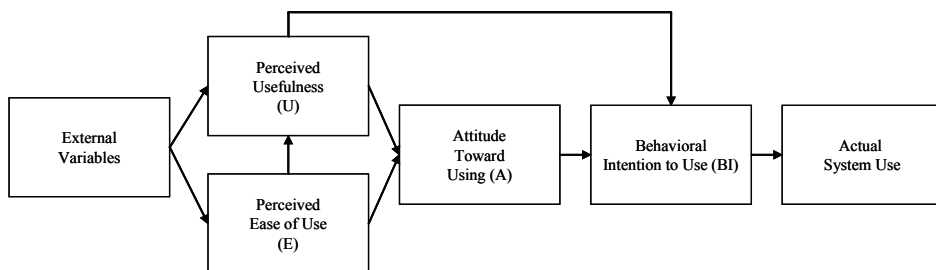 External
Variables
Perceived
Usefulness
(U)
Perceived
Ease of Use
(E)
Attitude
Toward
Using (A)
Behavioral
Intention to Use (BI)
Actual
System Use